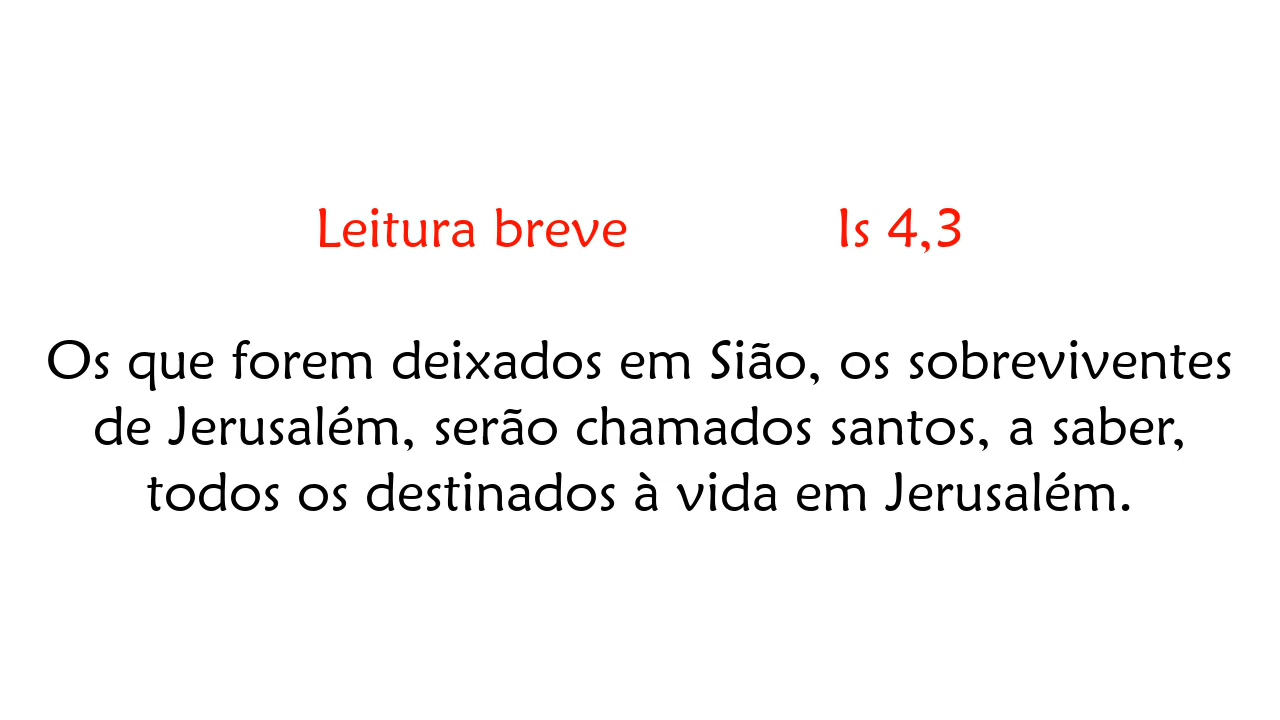 Leitura breve Is 4,3
Os que forem deixados em Sião, os sobreviventes
de Jerusalém, serão chamados santos, a saber,
todos os destinados à vida em Jerusalém.